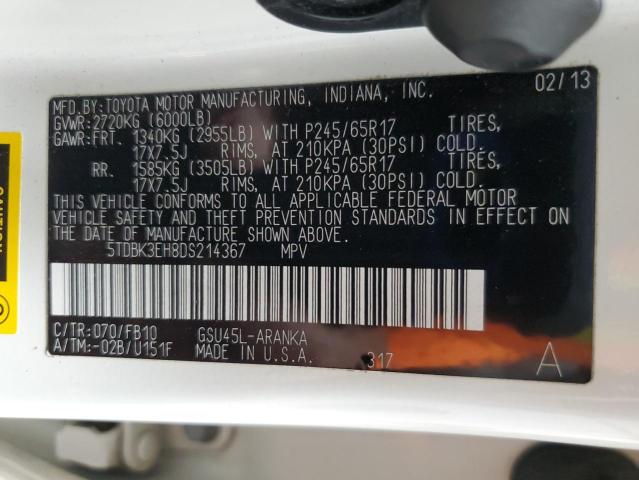 02/13
MFD.BY:TOYOTA MOTOR MANUFACTURING, INDIANA, INC.
GVWR:2720KG (6000LB)
GAWR:FRT. 1340KG (2955LB) WITH P245/65R17 TIRES,
17X7.5J RIMS, AT 210KPA (30PSI) COLD.
RR. 1585KG (3505LB) WITH P245/65R17 TIRES,
17X7.5J RIMS, AT 210KPA (30PSI) COLD.
THIS VEHICLE CONFORMS TO ALL APPLICABLE FEDERAL MOTOR
VEHICLE SAFETY AND THEFT PREVENTION STANDARDS IN EFFECT ON
THE DATE OF MANUFACTURE SHOWN ABOVE.
5TDBK3EH8DS214367 MPV
C/TR:070/FB10 GSU45L-ARANKA
A/TM:-02B/U151F MADE IN U.S.A. 317 A